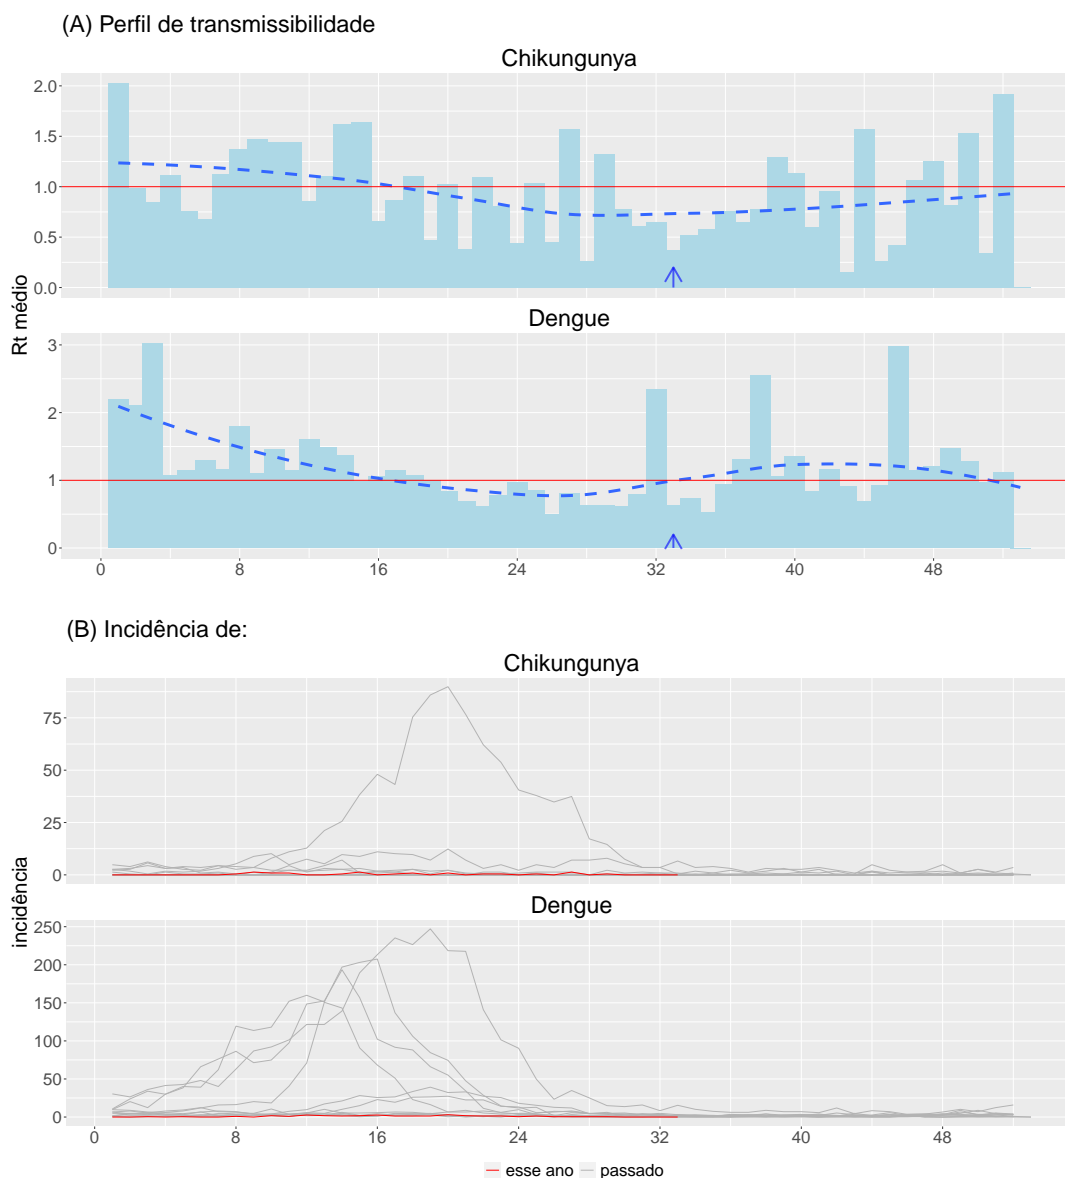 (A) Perfil de transmissibilidade
Chikungunya
2.0
1.5
1.0
0.5
0.0
Rt médio
Dengue
3
2
1
0
0 8 16 24 32 40 48
(B) Incidência de:
Chikungunya
75
50
25
0
incidência
Dengue
250
200
150
100
50
0
0 8 16 24 32 40 48
esse ano passado